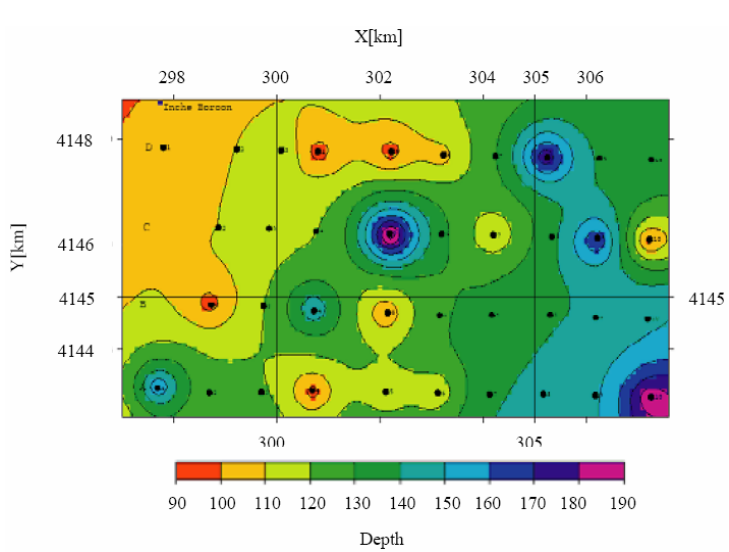 X[km]
298 300 302 304 305 306
Inche Boroon
4148
D
C
Y[km]
4146
4145 B 4145
4144
A
300 305
90 100 110 120 130 140 150 160 170 180 190
Depth